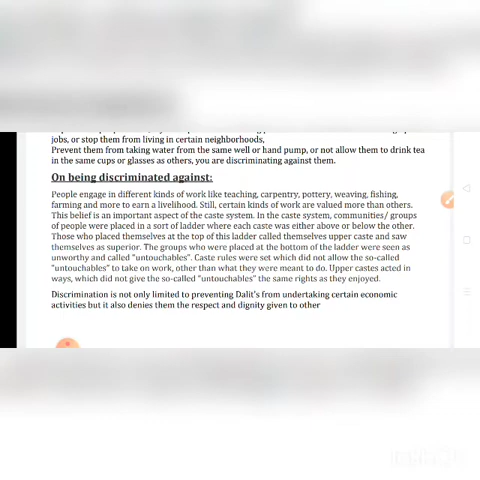 jobs, or stop them from living in certain neighborhoods,
Prevent them from taking water from the same well or hand pump, or not allow them to drink tea
in the same cups or glasses as others, you are discriminating against them.
On being discriminated against:
People engage in different kinds of work like teaching, carpentry, pottery, weaving, fishing,
farming and more to earn a livelihood. Still, certain kinds of work are valued more than others.
This belief is an important aspect of the caste system. In the caste system, communities/ groups
of people were placed in a sort of ladder where each caste was either above or below the other.
Those who placed themselves at the top of this ladder called themselves upper caste and saw
themselves as superior. The groups who were placed at the bottom of the ladder were seen as
unworthy and called "untouchables". Caste rules were set which did not allow the so-called
"untouchables" to take on work, other than what they were meant to do. Upper castes acted in
ways, which did not give the so-called "untouchables" the same rights as they enjoyed.
Discrimination is not only limited to preventing Dalit's from undertaking certain economic
activities but it also denies them the respect and dignity given to other